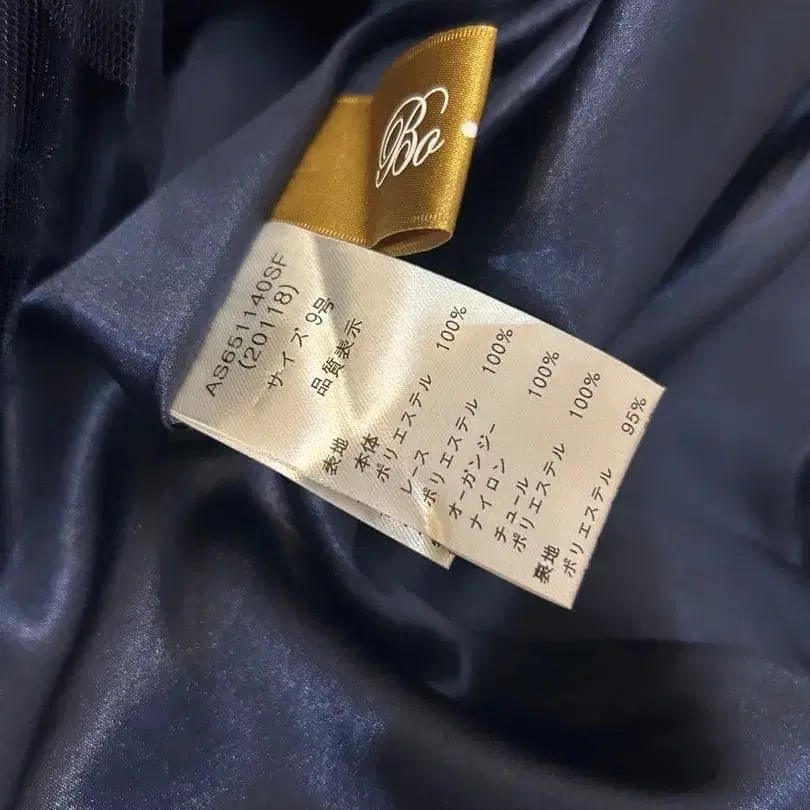 Bo
AS651140SF
(20118)
サイズ 9号
品質表示
表地
本体
ポリエステル 100%
レース
ポリエステル 100%
オーガンジー
ナイロン 100%
チュール
ポリエステル 100%
裏地
ポリエステル 95%